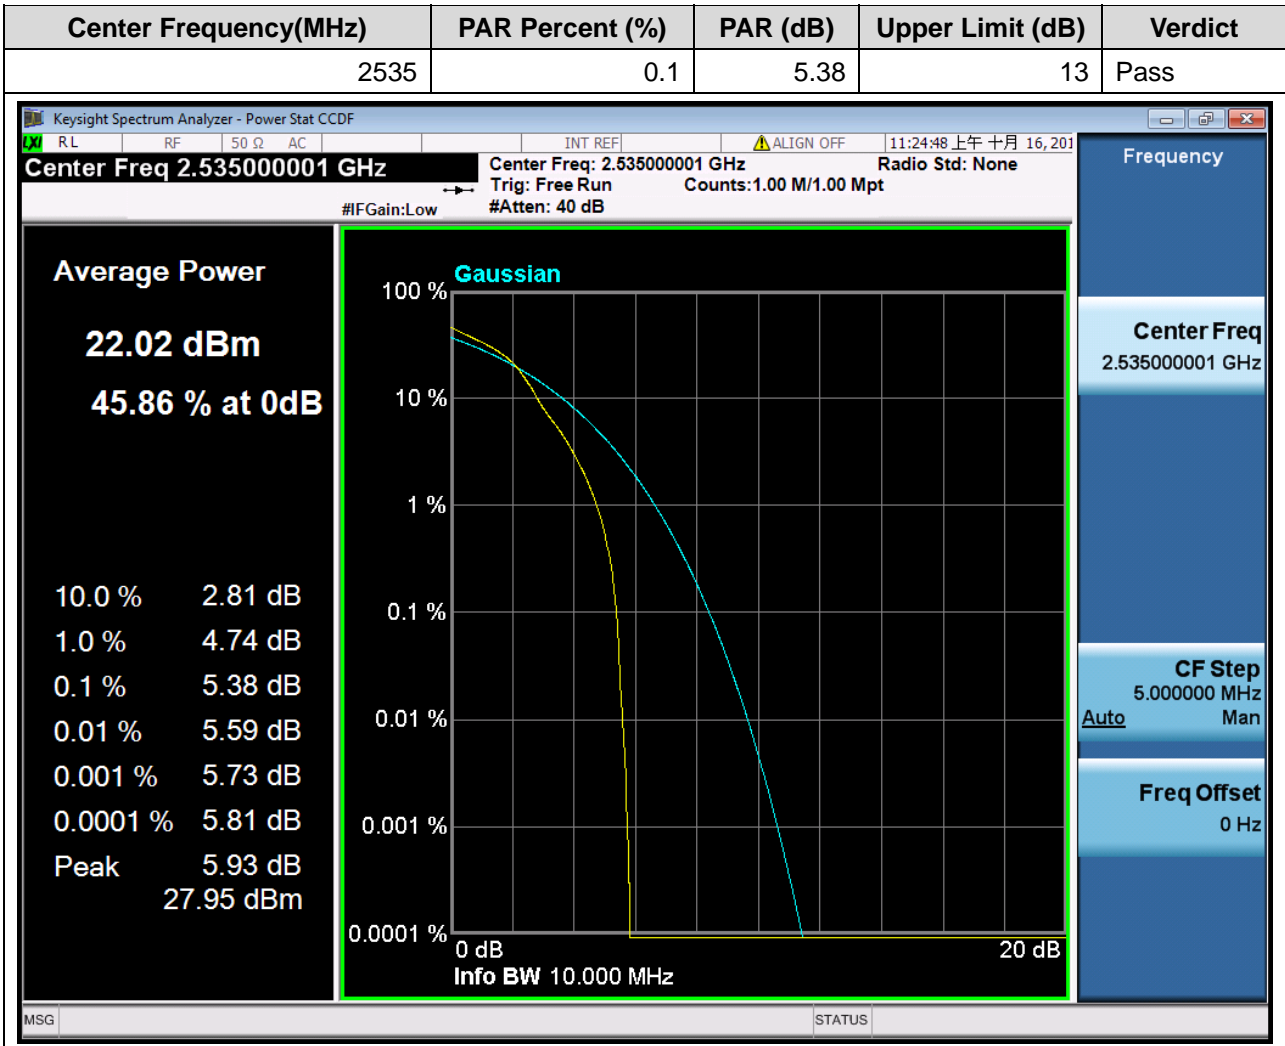 Center Frequency(MHz) PAR Percent (%) PAR (dB) Upper Limit (dB) Verdict
2535 0.1 5.38 13 Pass
Keysight Spectrum Analyzer - Power Stat CCDF
LXI RL RF 50 Ω AC INT REF ALIGN OFF 11:24:48 上午 十月 16, 201
Center Freq 2.535000001 GHz
Center Freq: 2.535000001 GHz Radio Std: None
Trig: Free Run Counts:1.00 M/1.00 Mpt
#IFGain:Low #Atten: 40 dB
Average Power
22.02 dBm
45.86 % at 0dB
10.0 % 2.81 dB
1.0 % 4.74 dB
0.1 % 5.38 dB
0.01 % 5.59 dB
0.001 % 5.73 dB
0.0001 % 5.81 dB
Peak 5.93 dB
27.95 dBm
Gaussian
100 %
10 %
1 %
0.1 %
0.01 %
0.001 %
0.0001 %
0 dB 20 dB
Info BW 10.000 MHz
Frequency
Center Freq
2.535000001 GHz
CF Step
5.000000 MHz
Auto Man
Freq Offset
0 Hz
MSG STATUS